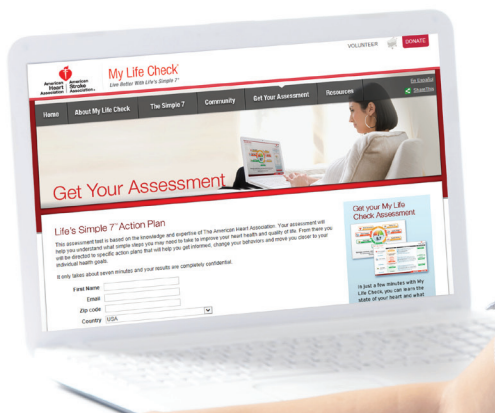 VOLUNTEER
DONATE
American Heart Association
American Stroke Association
My Life Check
Live Better With Life's Simple 7™
Home
About My Life Check
The Simple 7
Community
Get Your Assessment
Resources
En Español
ShareThis
Get Your Assessment
Life's Simple 7™ Action Plan
This assessment tool is based on the knowledge and expertise of The American Heart Association. Your assessment will
help you understand what simple steps you may need to take to improve your heart health and quality of life. From there you
will be directed to specific action plans that will help you get informed, change your behaviors and move you closer to your
individual health goals.
It only takes about seven minutes and your results are completely confidential.
First Name
Email
Zip code
Country USA
Get your My Life
Check Assessment
In just a few minutes with My
Life Check, you can learn the
state of your heart and what